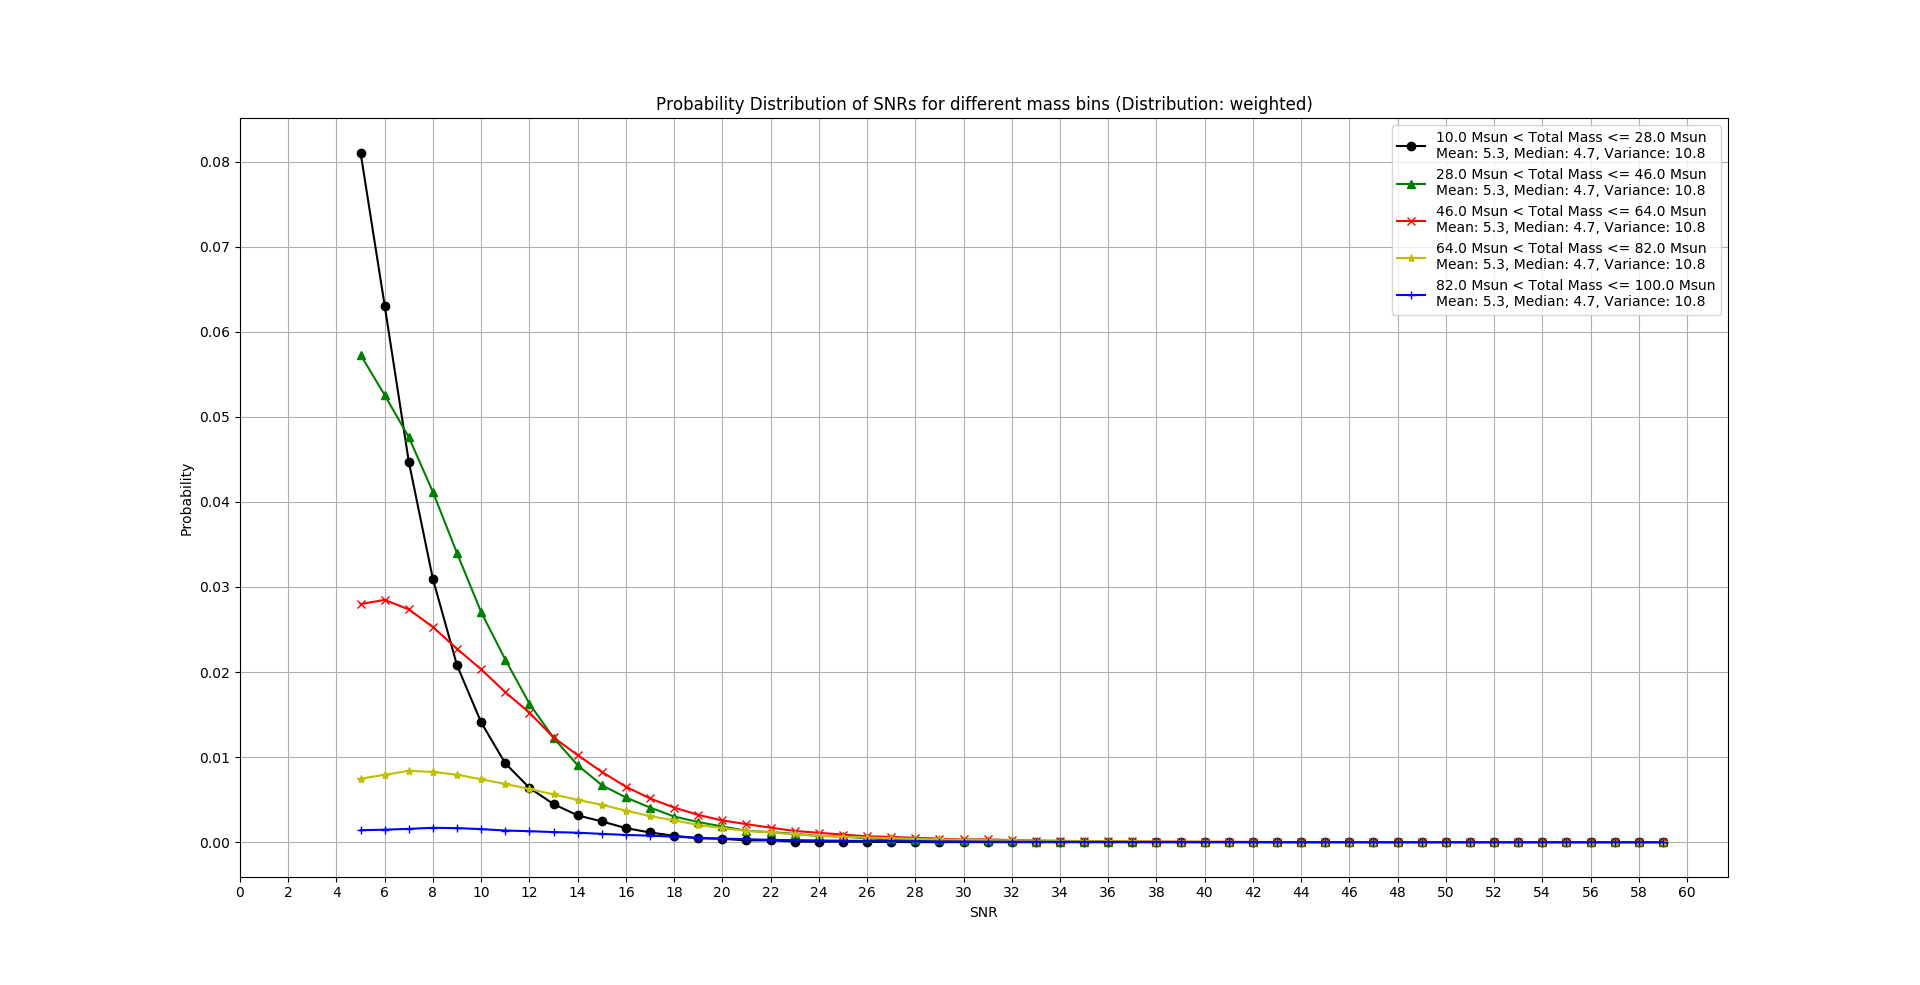 Probability Distribution of SNRs for different mass bins (Distribution: weighted)
10.0 Msun < Total Mass <= 28.0 Msun
Mean: 5.3, Median: 4.7, Variance: 10.8
28.0 Msun < Total Mass <= 46.0 Msun
Mean: 5.3, Median: 4.7, Variance: 10.8
46.0 Msun < Total Mass <= 64.0 Msun
Mean: 5.3, Median: 4.7, Variance: 10.8
64.0 Msun < Total Mass <= 82.0 Msun
Mean: 5.3, Median: 4.7, Variance: 10.8
82.0 Msun < Total Mass <= 100.0 Msun
Mean: 5.3, Median: 4.7, Variance: 10.8
0.08
0.07
0.06
0.05
0.04
0.03
0.02
0.01
0.00
Probability
0 2 4 6 8 10 12 14 16 18 20 22 24 26 28 30 32 34 36 38 40 42 44 46 48 50 52 54 56 58 60
SNR